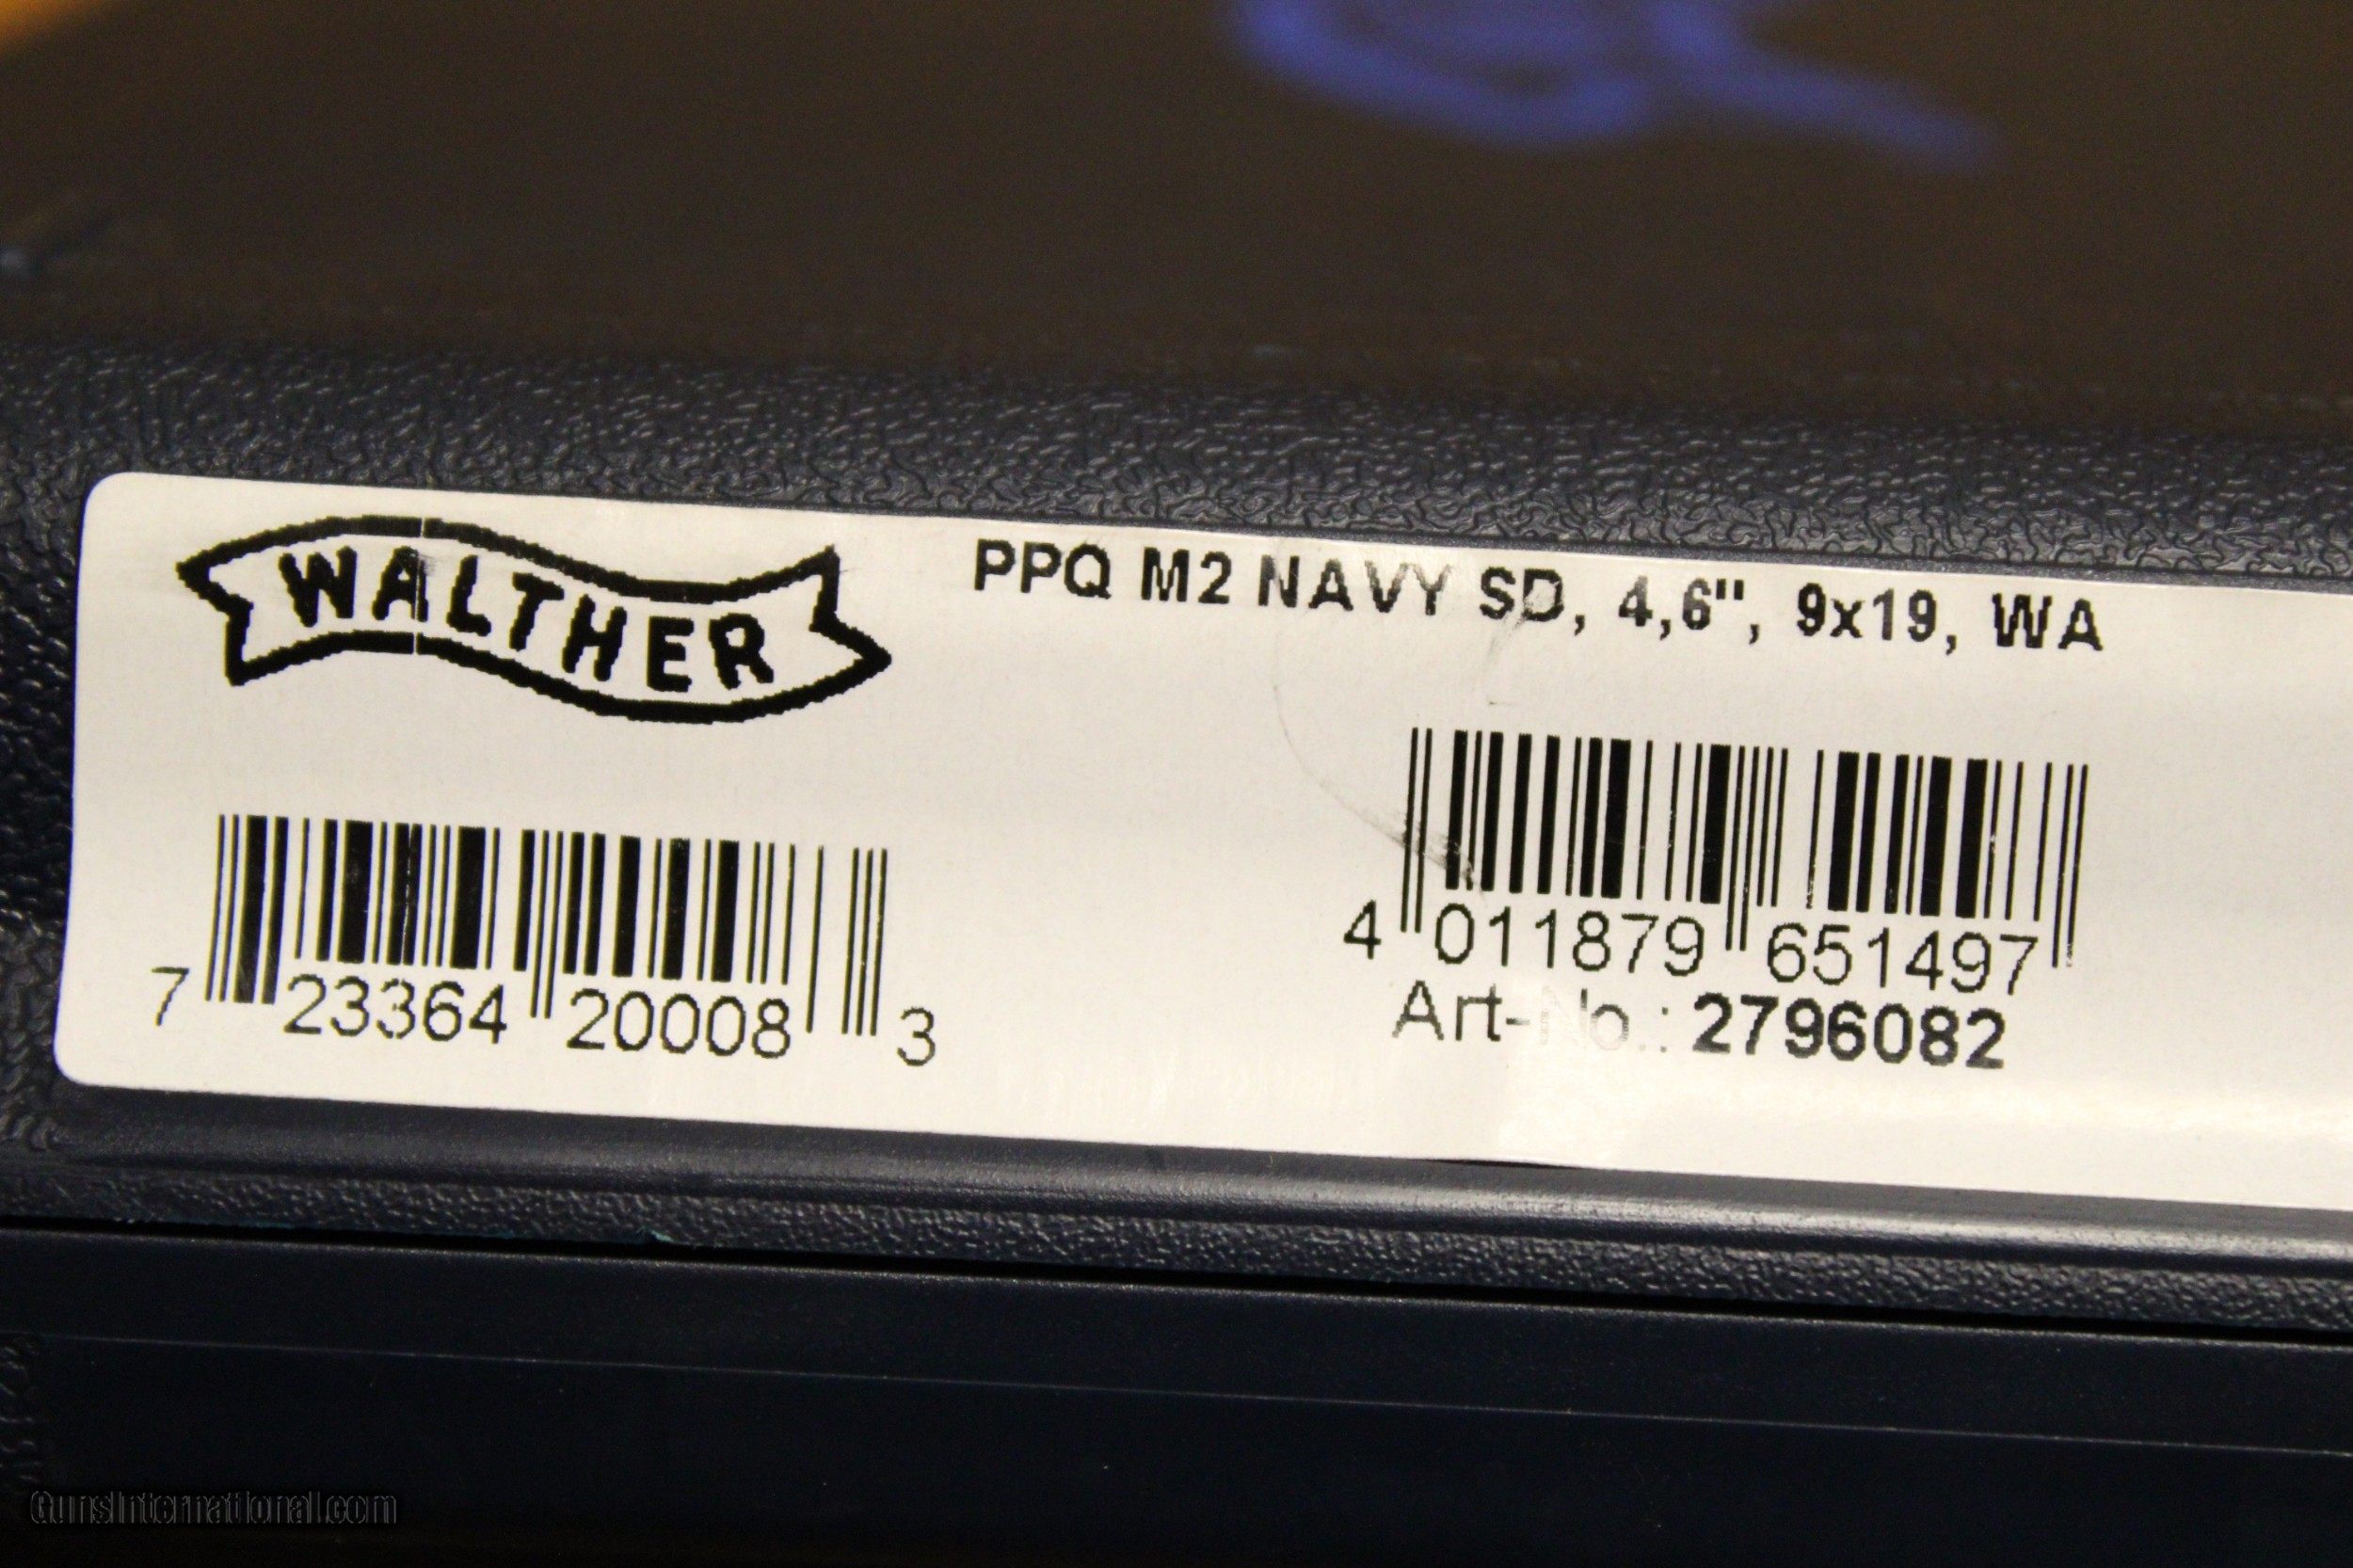 WALTHER
PPQ M2 NAVY SD, 4,6", 9x19, WA
7 23364 20008 3
4 011879 651497
Art-No.: 2796082
GunsInternational.com